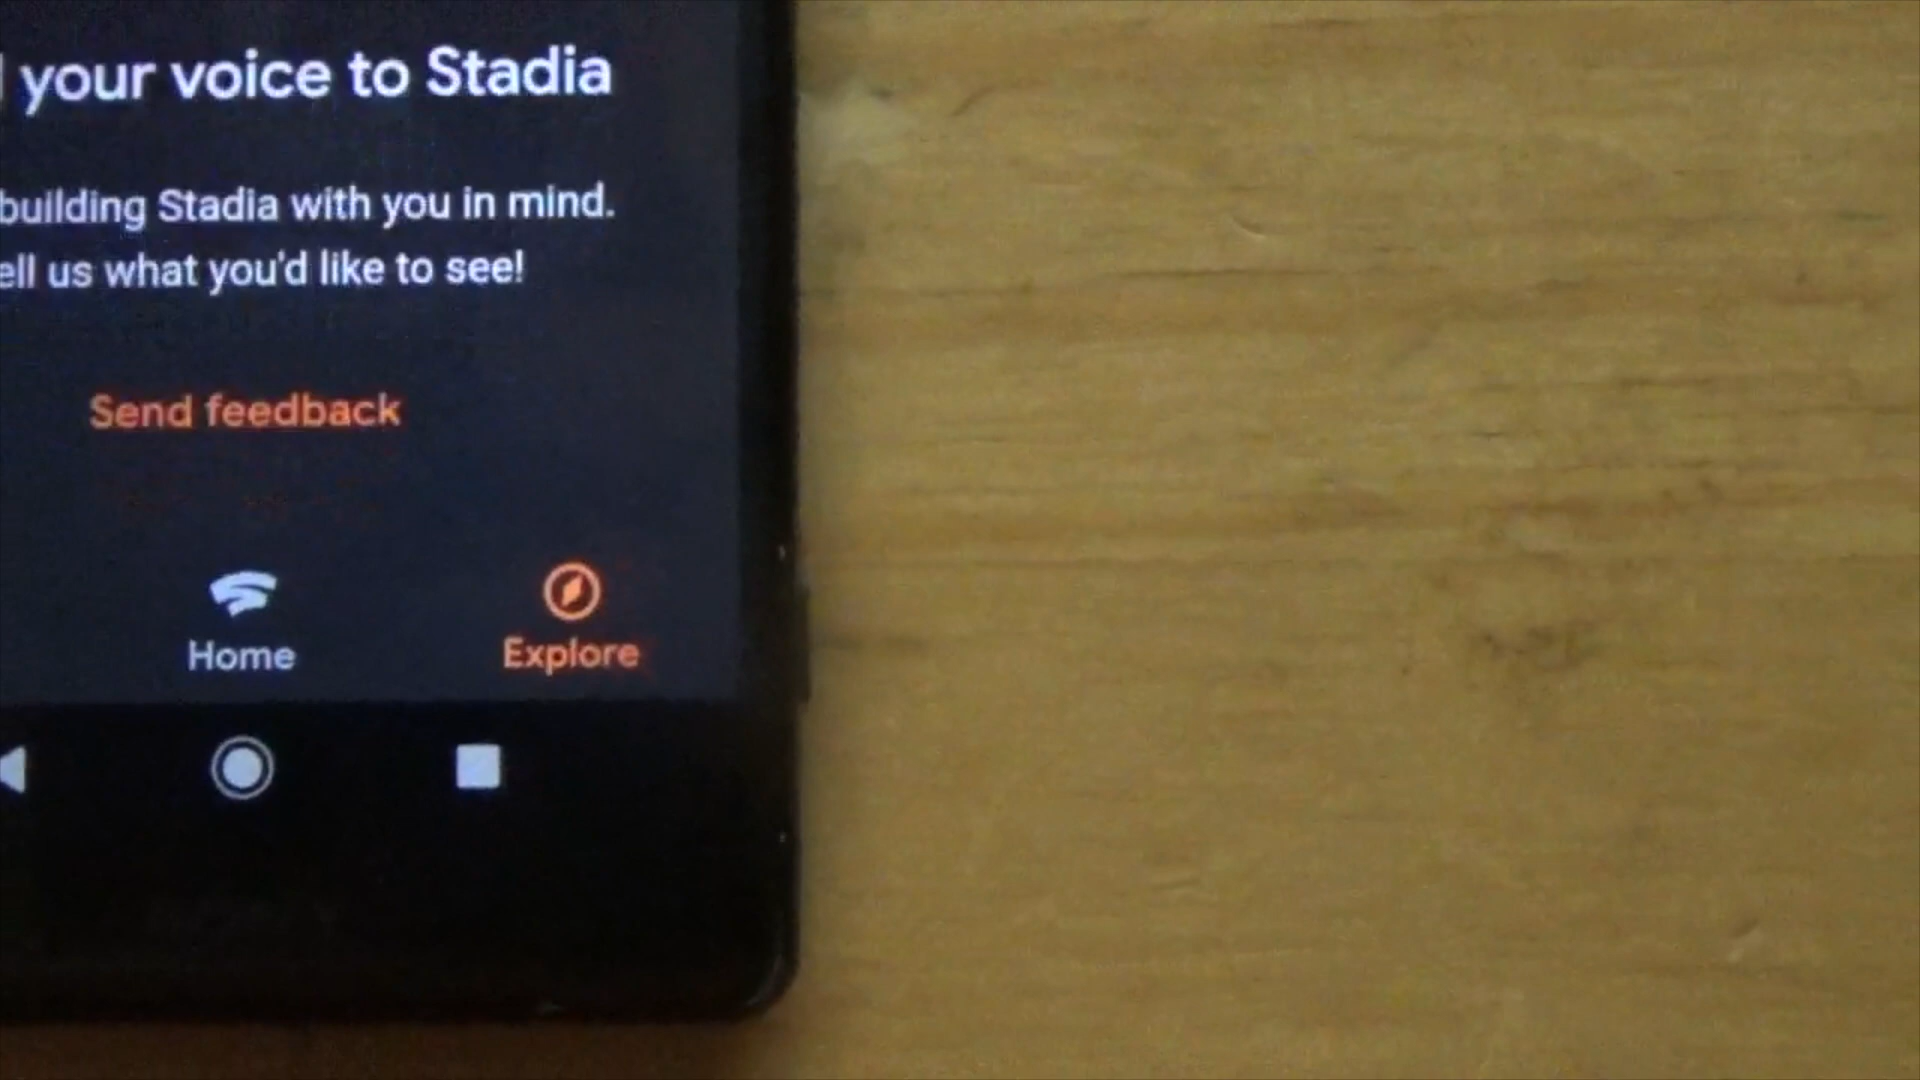 your voice to Stadia
building Stadia with you in mind.
ell us what you'd like to see!
Send feedback
Home
Explore